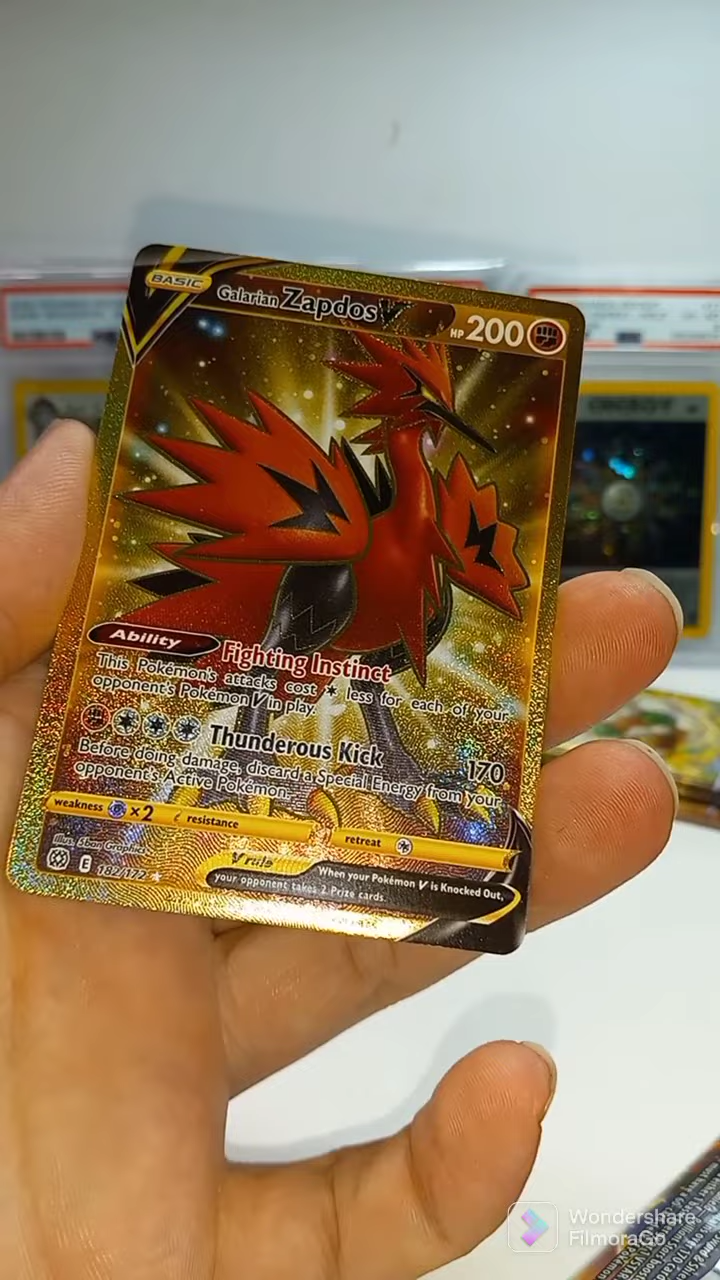 BASIC
Galarian Zapdos V
HP 200
Ability Fighting Instinct
This Pokémon's attacks cost less for each of your
opponent's Pokémon V in play.
Thunderous Kick 170
Before doing damage, discard a Special Energy from your
opponent's Active Pokémon.
weakness ×2 resistance retreat
Illus. 5ban Graphics
E 182/172
V rule
When your Pokémon V is Knocked Out,
your opponent takes 2 Prize cards.
Wondershare
FilmoraGo